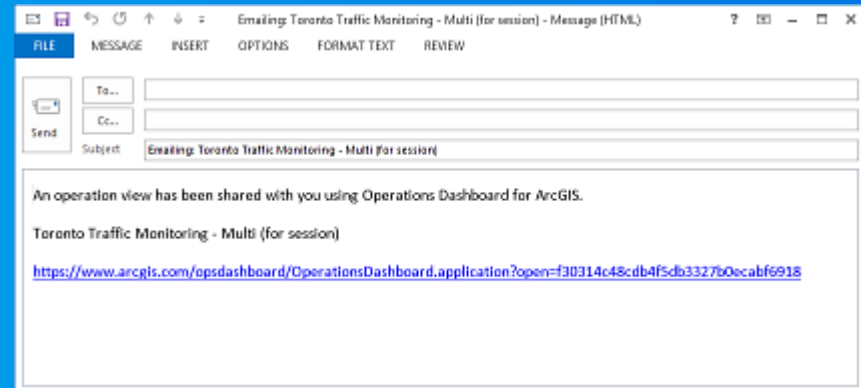 Emailing: Toronto Traffic Monitoring - Multi (for session) - Message (HTML)
FILE MESSAGE INSERT OPTIONS FORMAT TEXT REVIEW
To...
Cc...
Send
Subject Emailing: Toronto Traffic Monitoring - Multi (for session)
An operation view has been shared with you using Operations Dashboard for ArcGIS.
Toronto Traffic Monitoring - Multi (for session)
https://www.arcgis.com/opsdashboard/OperationsDashboard.application?open=f30314c48cdb4f5db3327b0ecabf6918